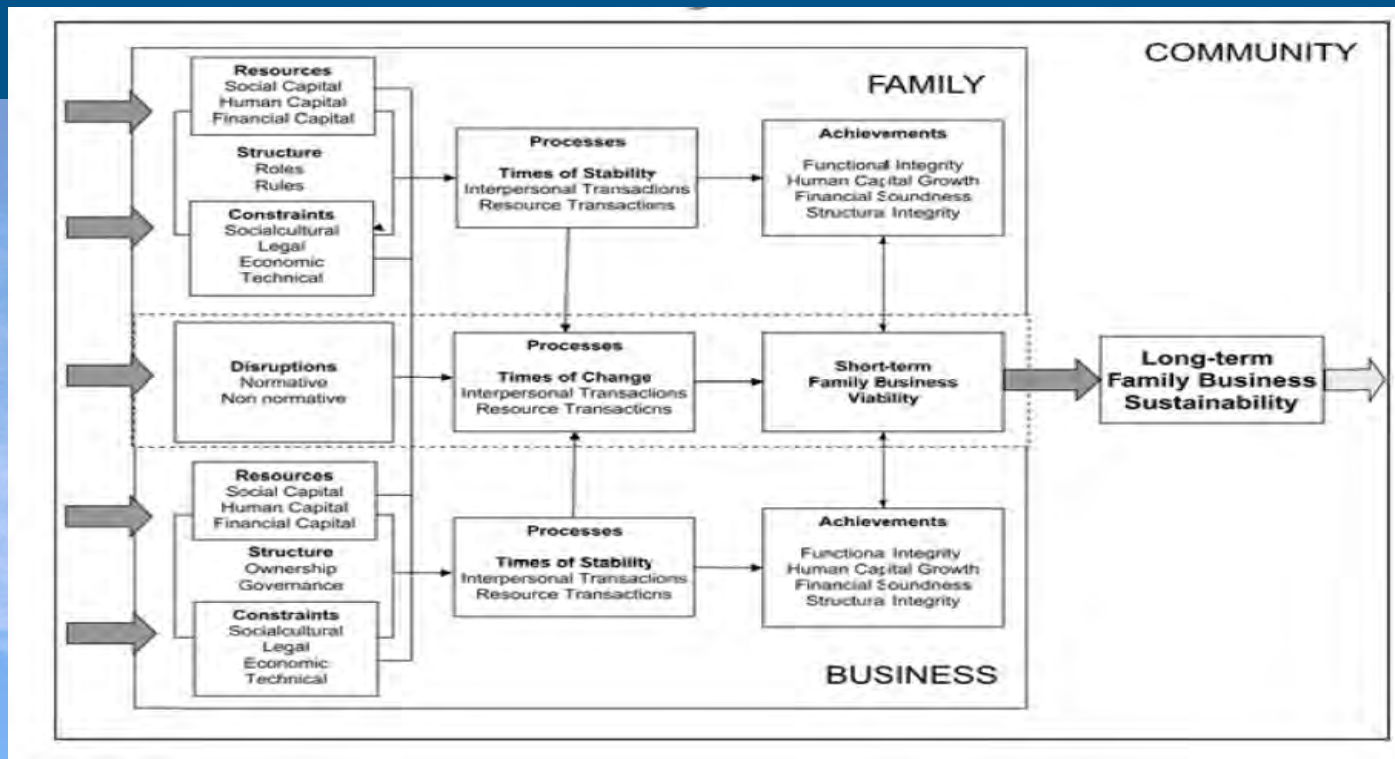 COMMUNITY
FAMILY
Resources
Social Capital
Human Capital
Financial Capital
Structure
Roles
Rules
Constraints
Socialcultural
Legal
Economic
Technical
Processes
Times of Stability
Interpersonal Transactions
Resource Transactions
Achievements
Functional Integrity
Human Capital Growth
Financial Soundness
Structural Integrity
Disruptions
Normative
Non normative
Processes
Times of Change
Interpersonal Transactions
Resource Transactions
Short-term
Family Business
Viability
Long-term
Family Business
Sustainability
Resources
Social Capital
Human Capital
Financial Capital
Structure
Ownership
Governance
Constraints
Socialcultural
Legal
Economic
Technical
Processes
Times of Stability
Interpersonal Transactions
Resource Transactions
Achievements
Functional Integrity
Human Capital Growth
Financial Soundness
Structural Integrity
BUSINESS